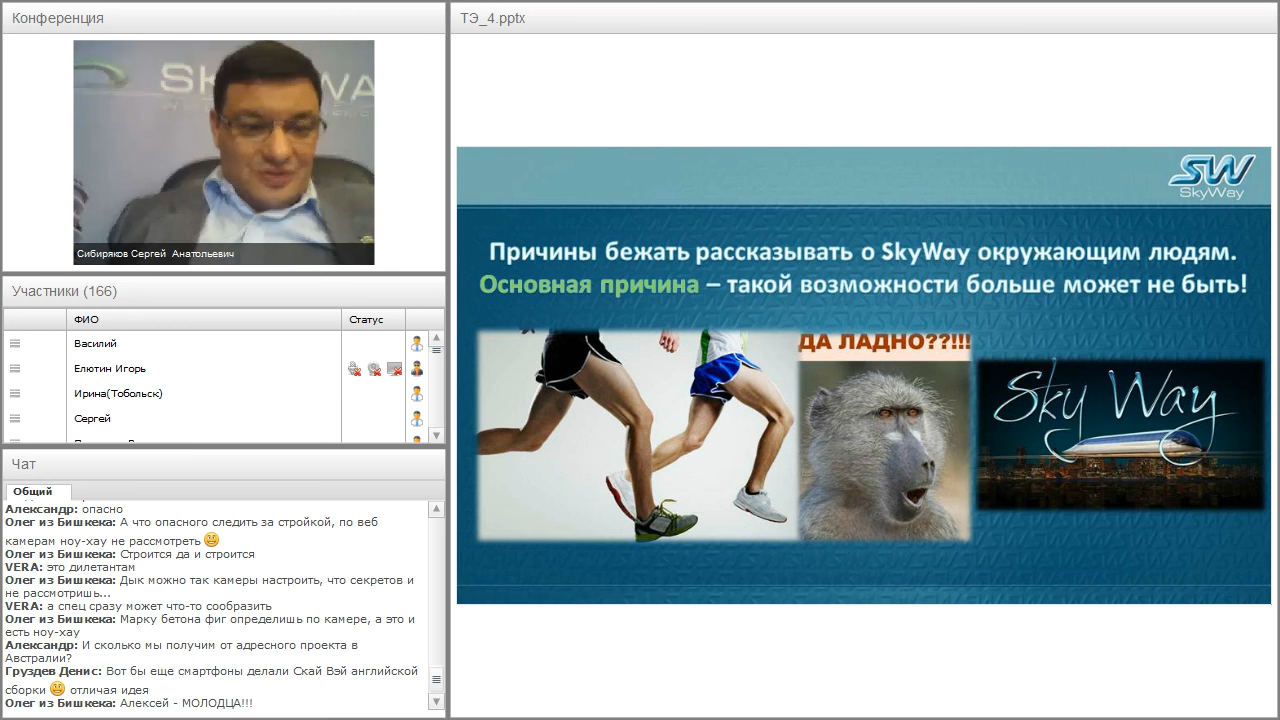 Конференция
SKYWA
Сибиряков Сергей Анатольевич
Участники (166)
ФИО
Статус
Василий
Елютин Игорь
Ирина(Тобольск)
Сергей
Чат
Общий
Александр: опасно
Олег из Бишкека: А что опасного следить за стройкой, по веб
камерам ноу-хау не рассмотреть
Олег из Бишкека: Строится да и строится
VERA: это дилетантам
Олег из Бишкека: Дык можно так камеры настроить, что секретов и
не рассмотришь...
VERA: а спец сразу может что-то сообразить
Олег из Бишкека: Марку бетона фиг определишь по камере, а это и
есть ноу-хау
Александр: И сколько мы получим от адресного проекта в
Австралии?
Груздев Денис: Вот бы еще смартфоны делали Скай Вэй английской
сборки отличая идея
Олег из Бишкека: Алексей - МОЛОДЦА!!!
ТЭ_4.pptx
SW
SkyWay
Причины бежать рассказывать о SkyWay окружающим людям.
Основная причина – такой возможности больше может не быть!
ДА ЛАДНО??!!!
Sky Way